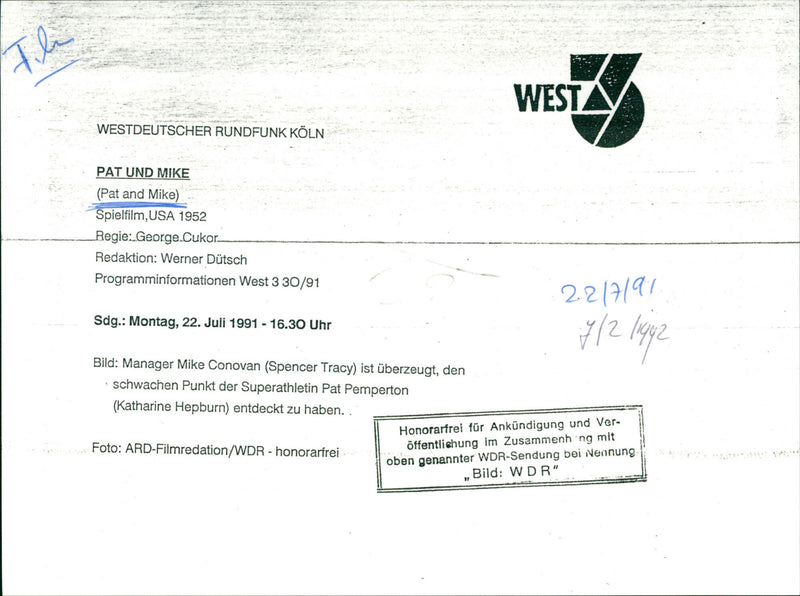 Film
WEST 3
WESTDEUTSCHER RUNDFUNK KÖLN
PAT UND MIKE
(Pat and Mike)
Spielfilm,USA 1952
Regie: George Cukor
Redaktion: Werner Dütsch
Programminformationen West 3 3O/91
22/7/91
7/2/1992
Sdg.: Montag, 22. Juli 1991 - 16.3O Uhr
Bild: Manager Mike Conovan (Spencer Tracy) ist überzeugt, den
schwachen Punkt der Superathletin Pat Pemperton
(Katharine Hepburn) entdeckt zu haben.
Foto: ARD-Filmredation/WDR - honorarfrei
Honorarfrei für Ankündigung und Ver-
öffentlichung im Zusammenhang mit
oben genannter WDR-Sendung bei Nennung
„Bild: WDR"